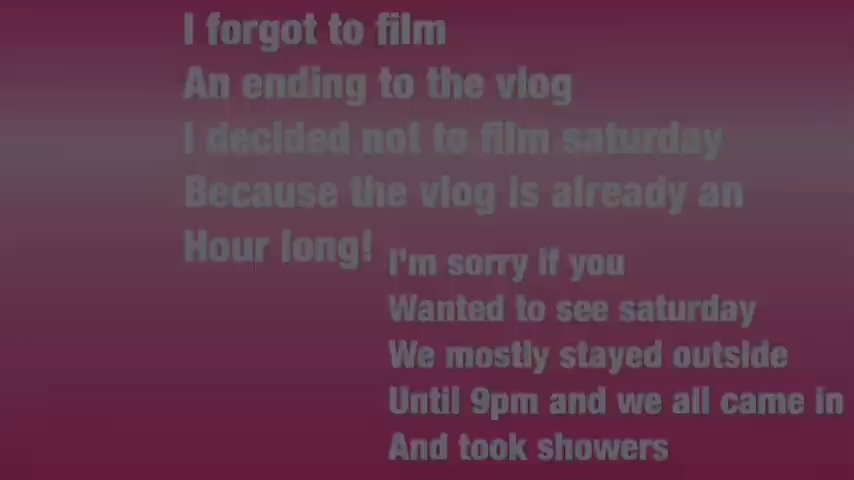 I forgot to film
An ending to the vlog
I decided not to film saturday
Because the vlog is already an
Hour long!
I'm sorry if you
Wanted to see saturday
We mostly stayed outside
Until 9pm and we all came in
And took showers